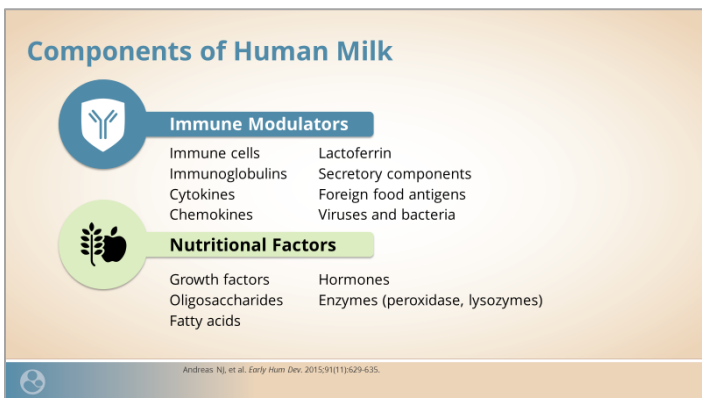 Components of Human Milk
Immune Modulators
Immune cells
Immunoglobulins
Cytokines
Chemokines
Lactoferrin
Secretory components
Foreign food antigens
Viruses and bacteria
Nutritional Factors
Growth factors
Oligosaccharides
Fatty acids
Hormones
Enzymes (peroxidase, lysozymes)
Andreas NJ, et al. Early Hum Dev. 2015;91(11):629-635.